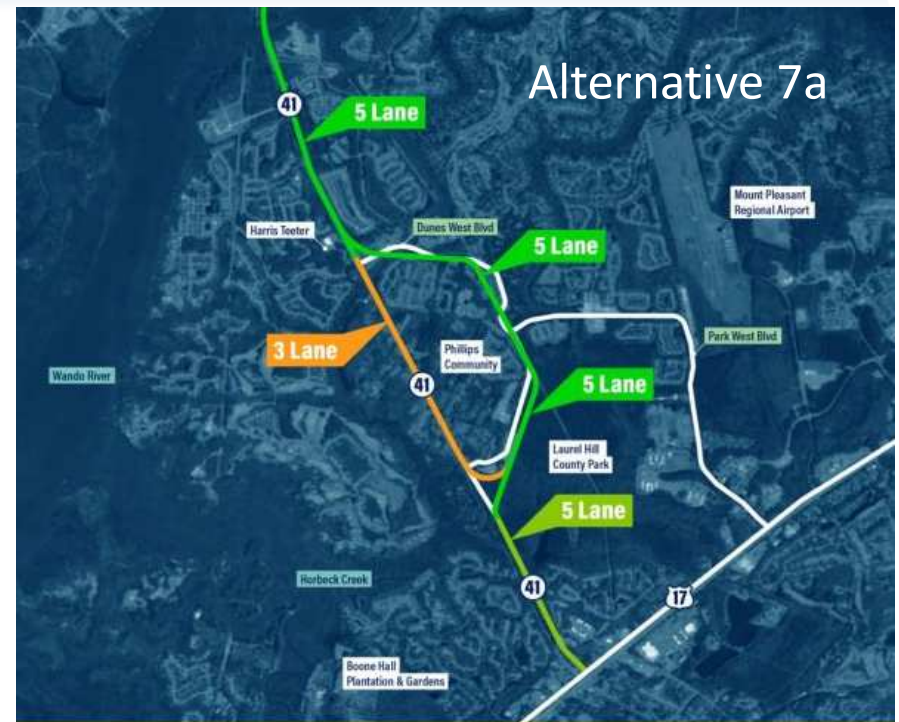 Alternative 7a
41
5 Lane
Mount Pleasant
Regional Airport
Harris Teeter
Dunes West Blvd
5 Lane
3 Lane
Phillips
Community
Park West Blvd
Wando River
41
5 Lane
Laurel Hill
County Park
5 Lane
Horbeck Creek
41
17
Boone Hall
Plantation & Gardens